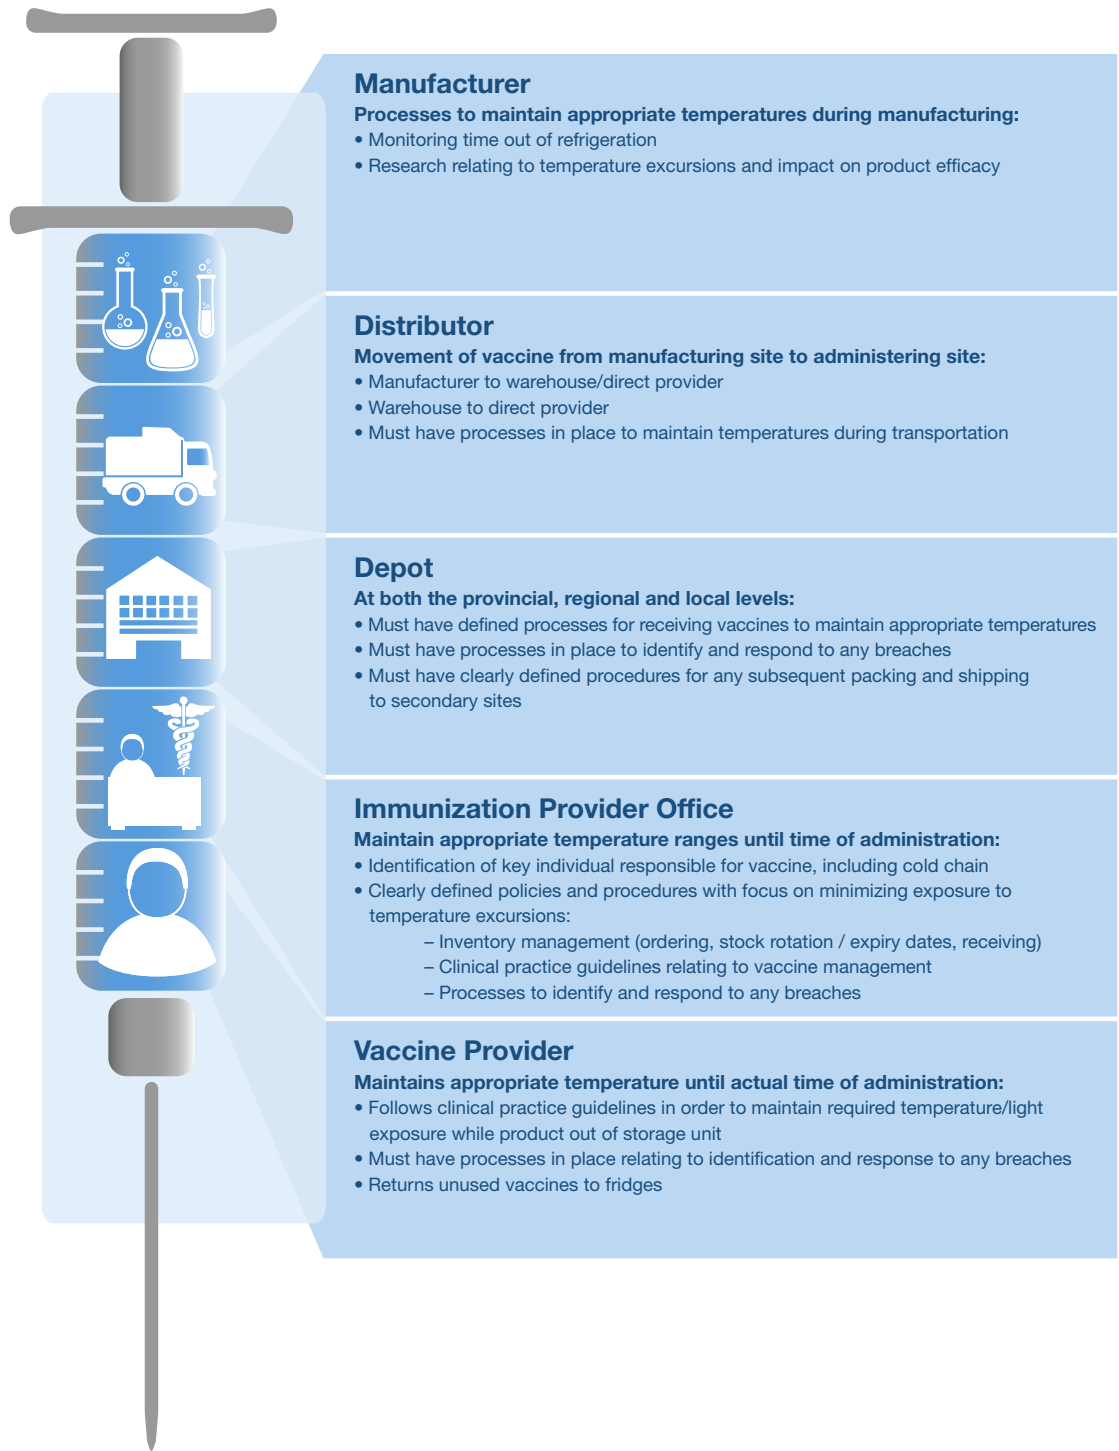 Manufacturer
Processes to maintain appropriate temperatures during manufacturing:
• Monitoring time out of refrigeration
• Research relating to temperature excursions and impact on product efficacy
Distributor
Movement of vaccine from manufacturing site to administering site:
• Manufacturer to warehouse/direct provider
• Warehouse to direct provider
• Must have processes in place to maintain temperatures during transportation
Depot
At both the provincial, regional and local levels:
• Must have defined processes for receiving vaccines to maintain appropriate temperatures
• Must have processes in place to identify and respond to any breaches
• Must have clearly defined procedures for any subsequent packing and shipping
to secondary sites
Immunization Provider Office
Maintain appropriate temperature ranges until time of administration:
• Identification of key individual responsible for vaccine, including cold chain
• Clearly defined policies and procedures with focus on minimizing exposure to
temperature excursions:
– Inventory management (ordering, stock rotation / expiry dates, receiving)
– Clinical practice guidelines relating to vaccine management
– Processes to identify and respond to any breaches
Vaccine Provider
Maintains appropriate temperature until actual time of administration:
• Follows clinical practice guidelines in order to maintain required temperature/light
exposure while product out of storage unit
• Must have processes in place relating to identification and response to any breaches
• Returns unused vaccines to fridges